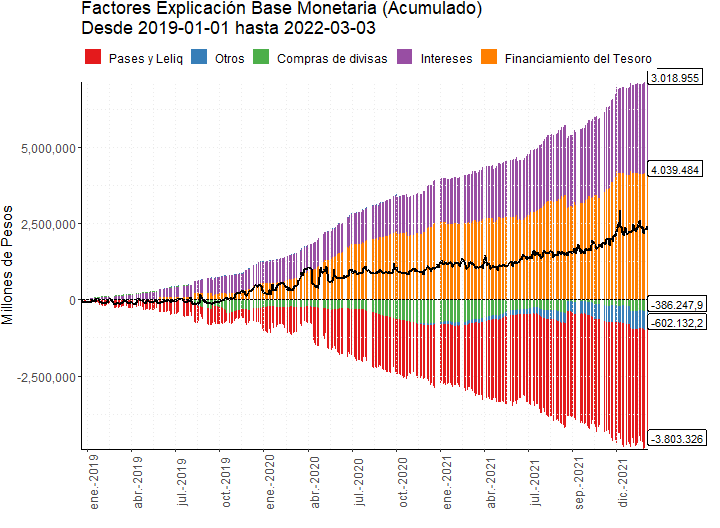 Factores Explicación Base Monetaria (Acumulado)
Desde 2019-01-01 hasta 2022-03-03
Pases y Leliq Otros Compras de divisas Intereses Financiamiento del Tesoro
Millones de Pesos
5,000,000
2,500,000
0
-2,500,000
3.018.955
4.039.484
-386.247,9
-602.132,2
-3.803.326
ene.-2019
abr.-2019
jul.-2019
oct.-2019
ene.-2020
abr.-2020
jul.-2020
oct.-2020
ene.-2021
abr.-2021
jul.-2021
sep.-2021
dic.-2021